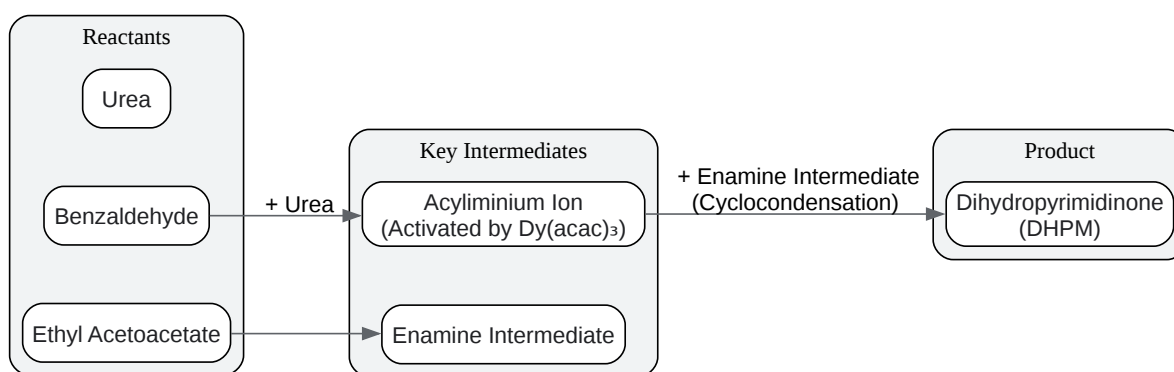 Reactants
Urea
Benzaldehyde
Ethyl Acetoacetate
+ Urea
Key Intermediates
Acyliminium Ion
(Activated by Dy(acac)₃)
Enamine Intermediate
+ Enamine Intermediate
(Cyclocondensation)
Product
Dihydropyrimidinone
(DHPM)